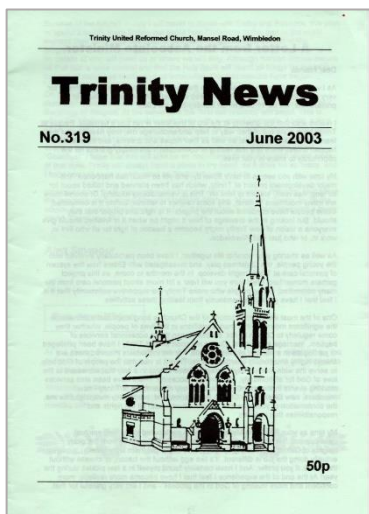 Trinity United Reformed Church, Mansel Road, Wimbledon
Trinity News
No.319 June 2003
50p